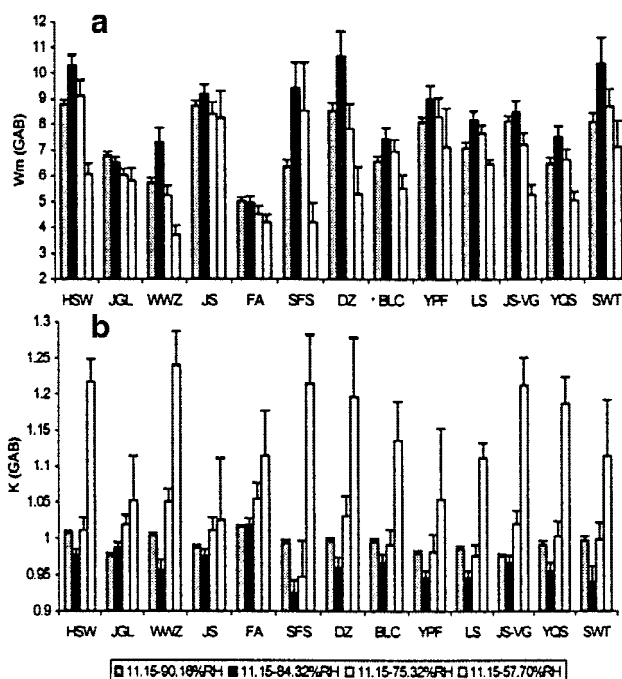 a
12
11
10
9
8
7
6
5
4
3
2
Wm (GAB)
HSW JGL WWZ JS FA SFS DZ BLC YPF LS JS-VG YQS SWT
b
1.3
1.25
1.2
1.15
1.1
1.05
1
0.95
0.9
K (GAB)
HSW JGL WWZ JS FA SFS DZ BLC YPF LS JS-VG YQS SWT
11.15-90.16%RH 11.15-84.32%RH 11.15-75.32%RH 11.15-57.70%RH